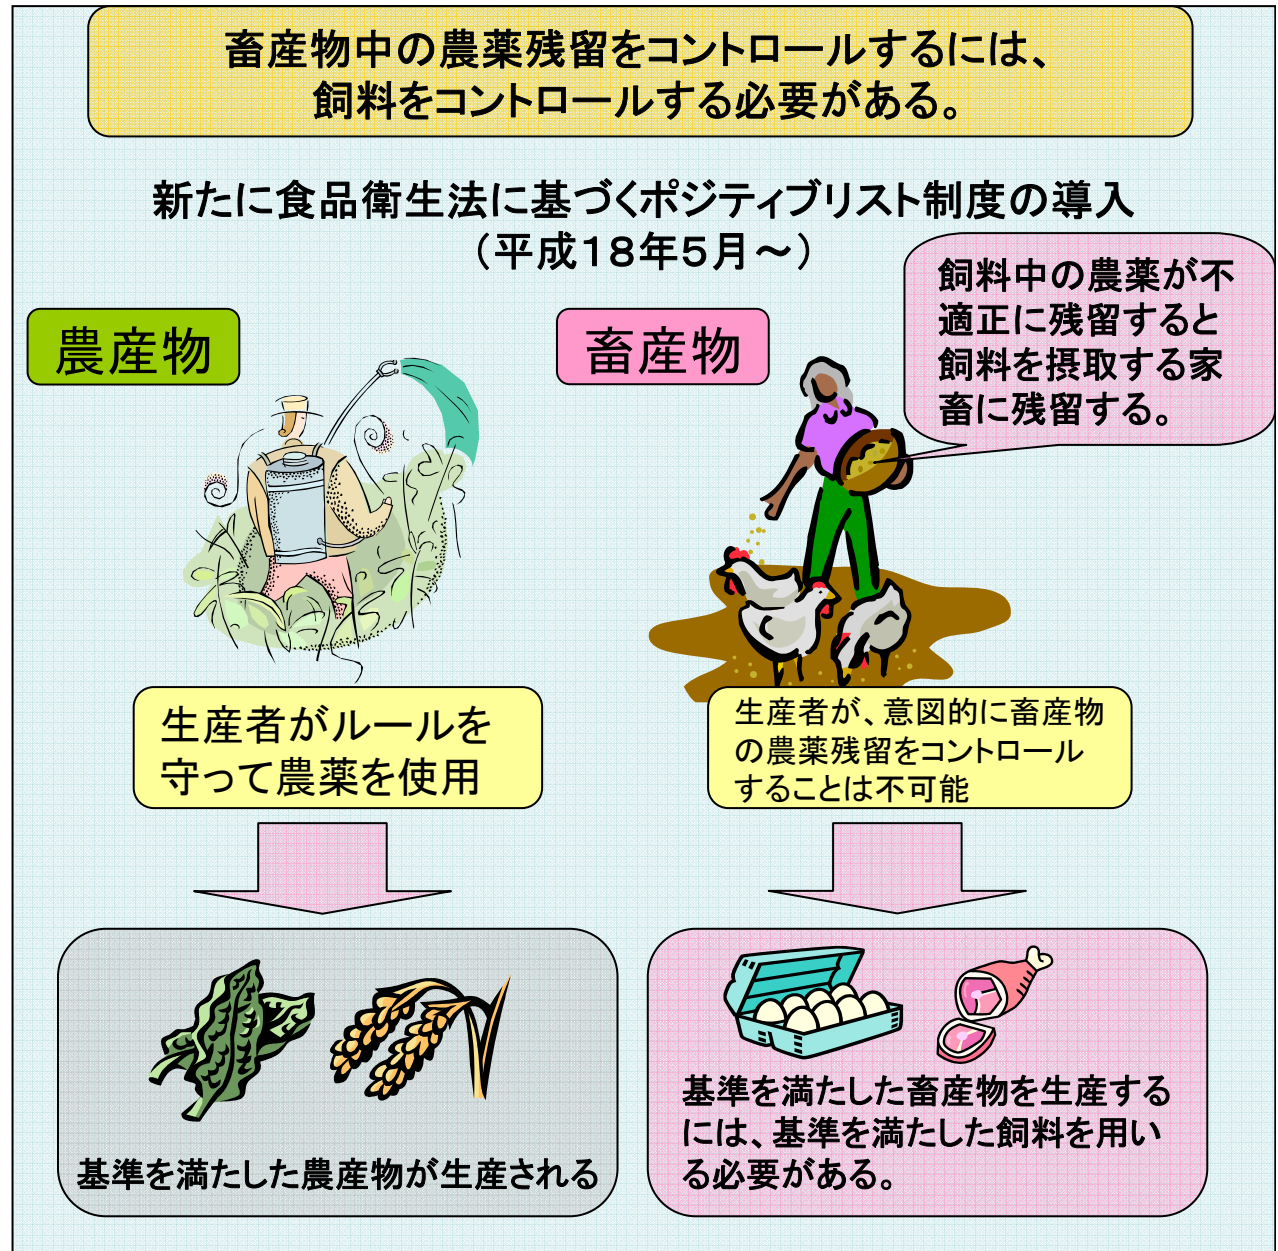 畜産物中の農薬残留をコントロールするには、
飼料をコントロールする必要がある。
新たに食品衛生法に基づくポジティブリスト制度の導入
（平成１８年５月～）
飼料中の農薬が不
適正に残留すると
飼料を摂取する家
畜に残留する。
農産物
畜産物
生産者がルールを
守って農薬を使用
生産者が、意図的に畜産物
の農薬残留をコントロール
することは不可能
基準を満たした農産物が生産される
基準を満たした畜産物を生産する
には、基準を満たした飼料を用い
る必要がある。